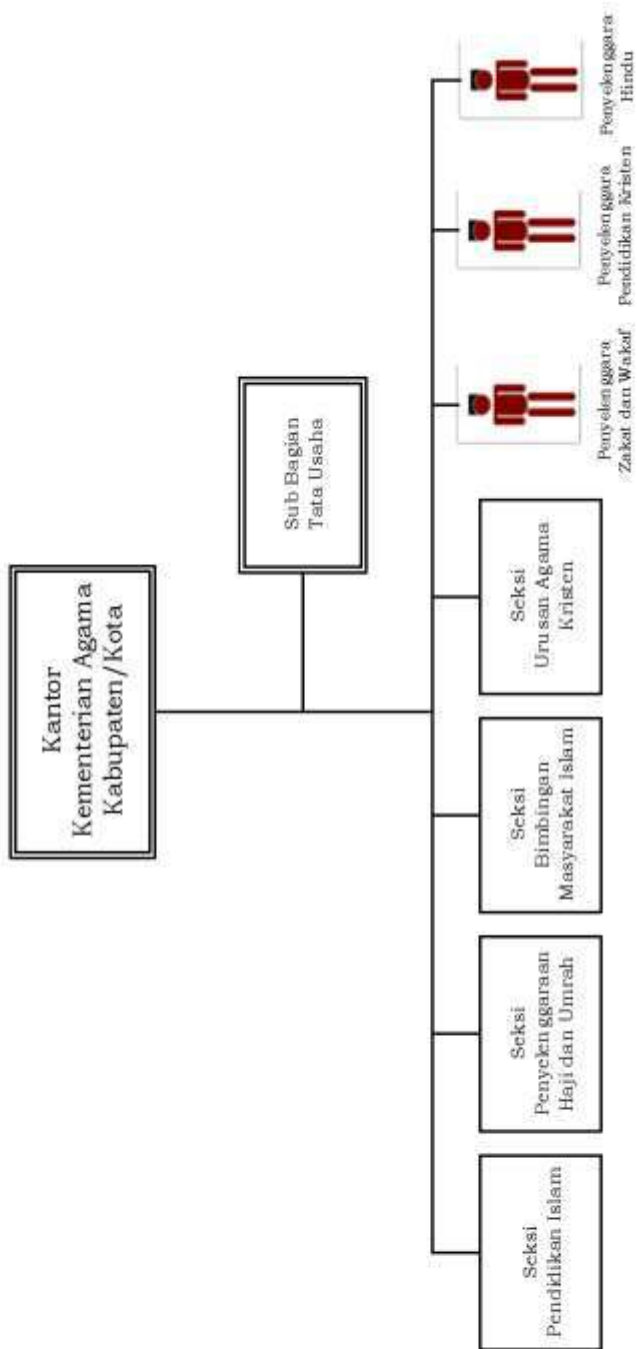 Kantor
Kementerian Agama
Kabupaten/Kota
Sub Bagian
Tata Usaha
Seksi
Pendidikan Islam
Seksi
Penyelenggaraan
Haji dan Umrah
Seksi
Bimbingan
Masyarakat Islam
Seksi
Urusan Agama
Kristen
Penyelenggara
Zakat dan Wakaf
Penyelenggara
Pendidikan Kristen
Penyelenggara
Hindu